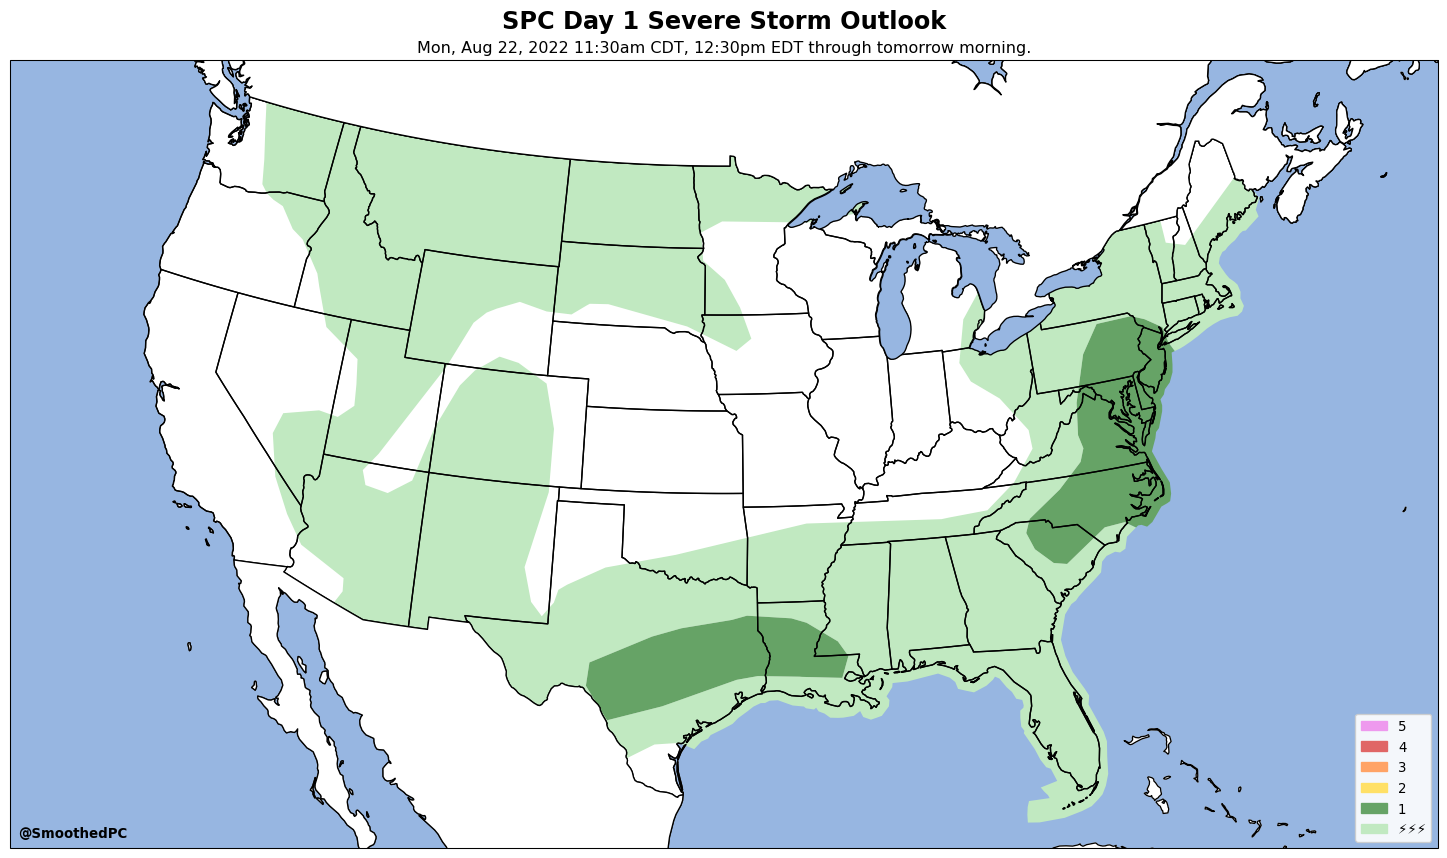 SPC Day 1 Severe Storm Outlook
Mon, Aug 22, 2022 11:30am CDT, 12:30pm EDT through tomorrow morning.
5
4
3
2
1
⚡⚡⚡
@SmoothedPC